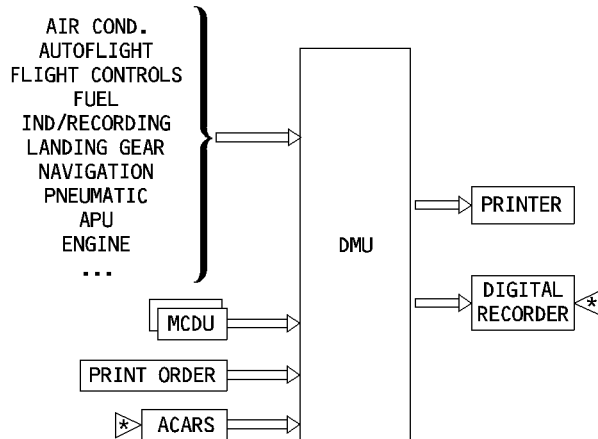 AIR COND.
AUTOFLIGHT
FLIGHT CONTROLS
FUEL
IND/RECORDING
LANDING GEAR
NAVIGATION
PNEUMATIC
APU
ENGINE
...
DMU
PRINTER
DIGITAL
RECORDER
*
MCDU
PRINT ORDER
* ACARS